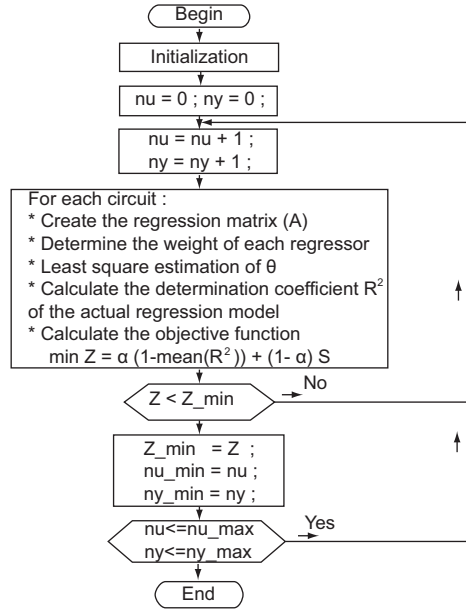 Begin
Initialization
nu = 0 ; ny = 0 ;
nu = nu + 1 ;
ny = ny + 1 ;
For each circuit :
* Create the regression matrix (A)
* Determine the weight of each regressor
* Least square estimation of θ
* Calculate the determination coefficient R²
of the actual regression model
* Calculate the objective function
min Z = α (1-mean(R²)) + (1- α) S
Z < Z_min
No
Z_min = Z ;
nu_min = nu ;
ny_min = ny ;
nu<=nu_max
ny<=ny_max
Yes
End